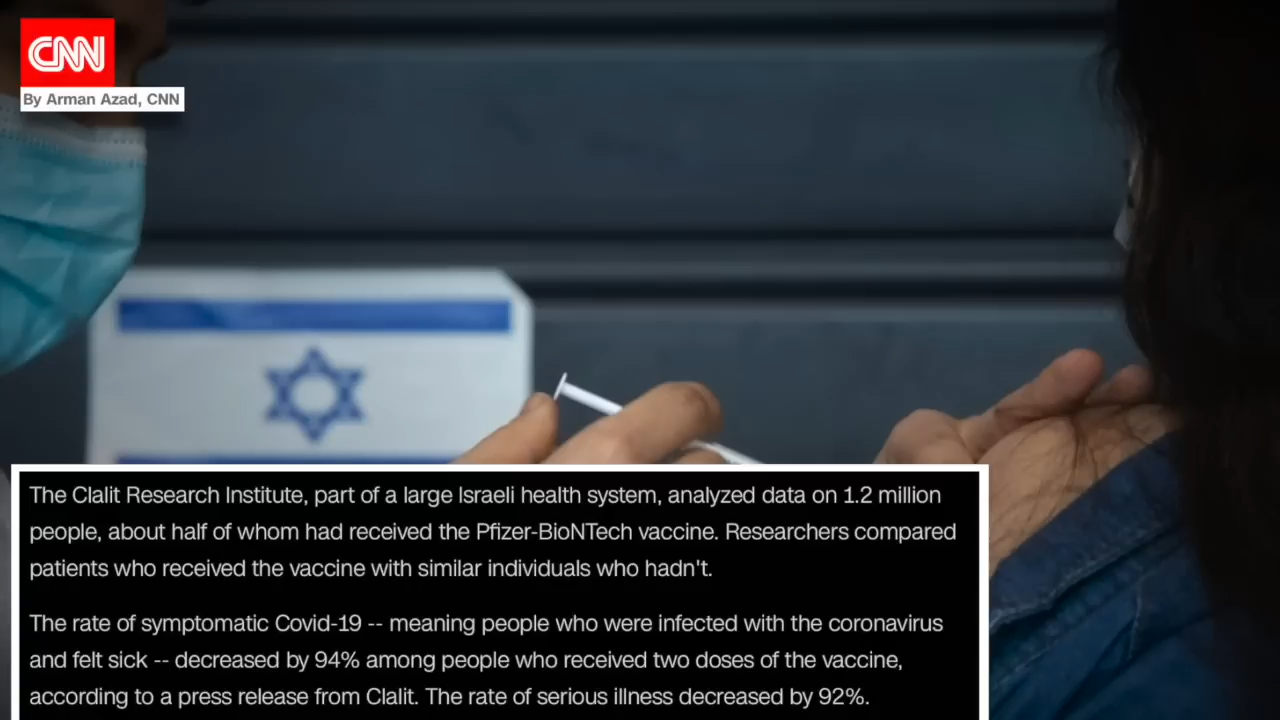 CNN
By Arman Azad, CNN
The Clalit Research Institute, part of a large Israeli health system, analyzed data on 1.2 million
people, about half of whom had received the Pfizer-BioNTech vaccine. Researchers compared
patients who received the vaccine with similar individuals who hadn't.
The rate of symptomatic Covid-19 -- meaning people who were infected with the coronavirus
and felt sick -- decreased by 94% among people who received two doses of the vaccine,
according to a press release from Clalit. The rate of serious illness decreased by 92%.